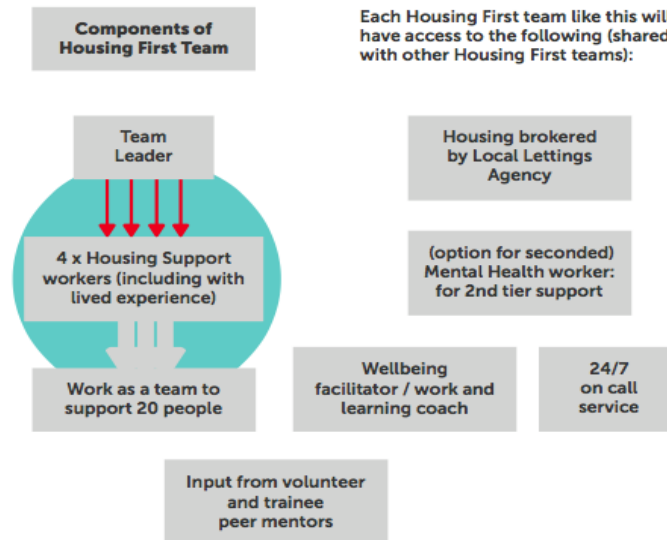 Components of
Housing First Team
Each Housing First team like this will
have access to the following (shared
with other Housing First teams):
Team
Leader
Housing brokered
by Local Lettings
Agency
4 x Housing Support
workers (including with
lived experience)
(option for seconded)
Mental Health worker:
for 2nd tier support
Work as a team to
support 20 people
Wellbeing
facilitator / work and
learning coach
24/7
on call
service
Input from volunteer
and trainee
peer mentors